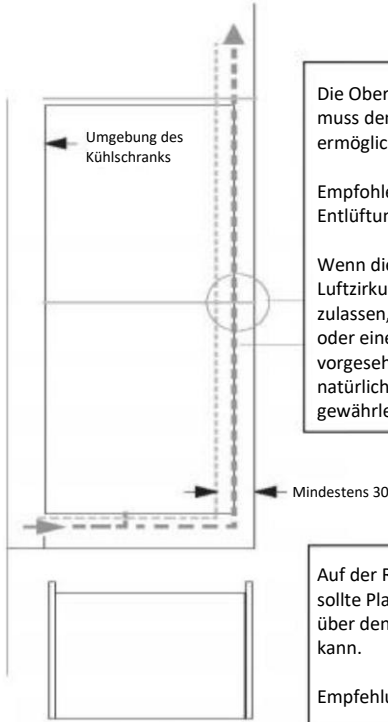 Umgebung des
Kühlschranks
Die Ober
muss der
ermöglic
Empfohle
Entlüftun
Wenn die
Luftzirku
zulassen,
oder eine
vorgeseh
natürlich
gewährle
Mindestens 30
Auf der R
sollte Pla
über den
kann.
Empfehlu